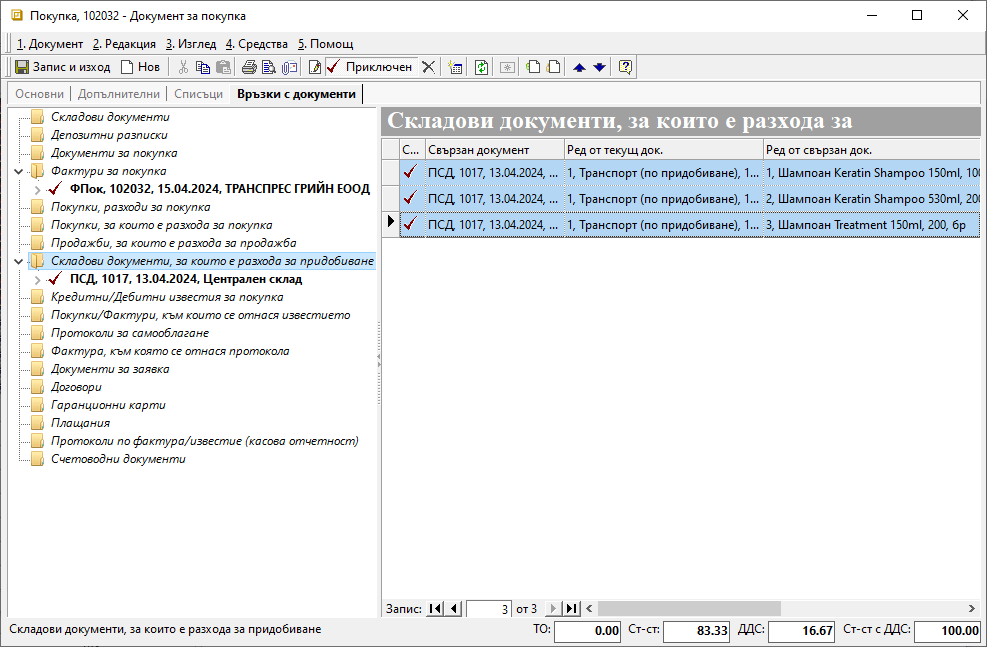 Покупка, 102032 - Документ за покупка
1. Документ 2. Редакция 3. Изглед 4. Средства 5. Помощ
Запис и изход Нов Приключен
Основни Допълнителни Списъци Връзки с документи
Складови документи
Депозитни разписки
Документи за покупка
Фактури за покупка
ФПок, 102032, 15.04.2024, ТРАНСПРЕС ГРИЙН ЕООД
Покупки, разходи за покупка
Покупки, за които е разхода за покупка
Продажби, за които е разхода за продажба
Складови документи, за които е разхода за придобиване
ПСД, 1017, 13.04.2024, Централен склад
Кредитни/Дебитни известия за покупка
Покупки/Фактури, към които се отнася известието
Протоколи за самооблагане
Фактура, към която се отнася протокола
Документи за заявка
Договори
Гаранционни карти
Плащания
Протоколи по фактура/известие (касова отчетност)
Счетоводни документи
Складови документи, за които е разхода за
С... Свързан документ Ред от текущ док. Ред от свързан док.
ПСД, 1017, 13.04.2024, ... 1, Транспорт (по придобиване), 1... 1, Шампоан Keratin Shampoo 150ml, 100
ПСД, 1017, 13.04.2024, ... 1, Транспорт (по придобиване), 1... 2, Шампоан Keratin Shampoo 530ml, 200
ПСД, 1017, 13.04.2024, ... 1, Транспорт (по придобиване), 1... 3, Шампоан Treatment 150ml, 200, бр
Запис: 3 от 3
Складови документи, за които е разхода за придобиване ТО: 0.00 Ст-ст: 83.33 ДДС: 16.67 Ст-ст с ДДС: 100.00